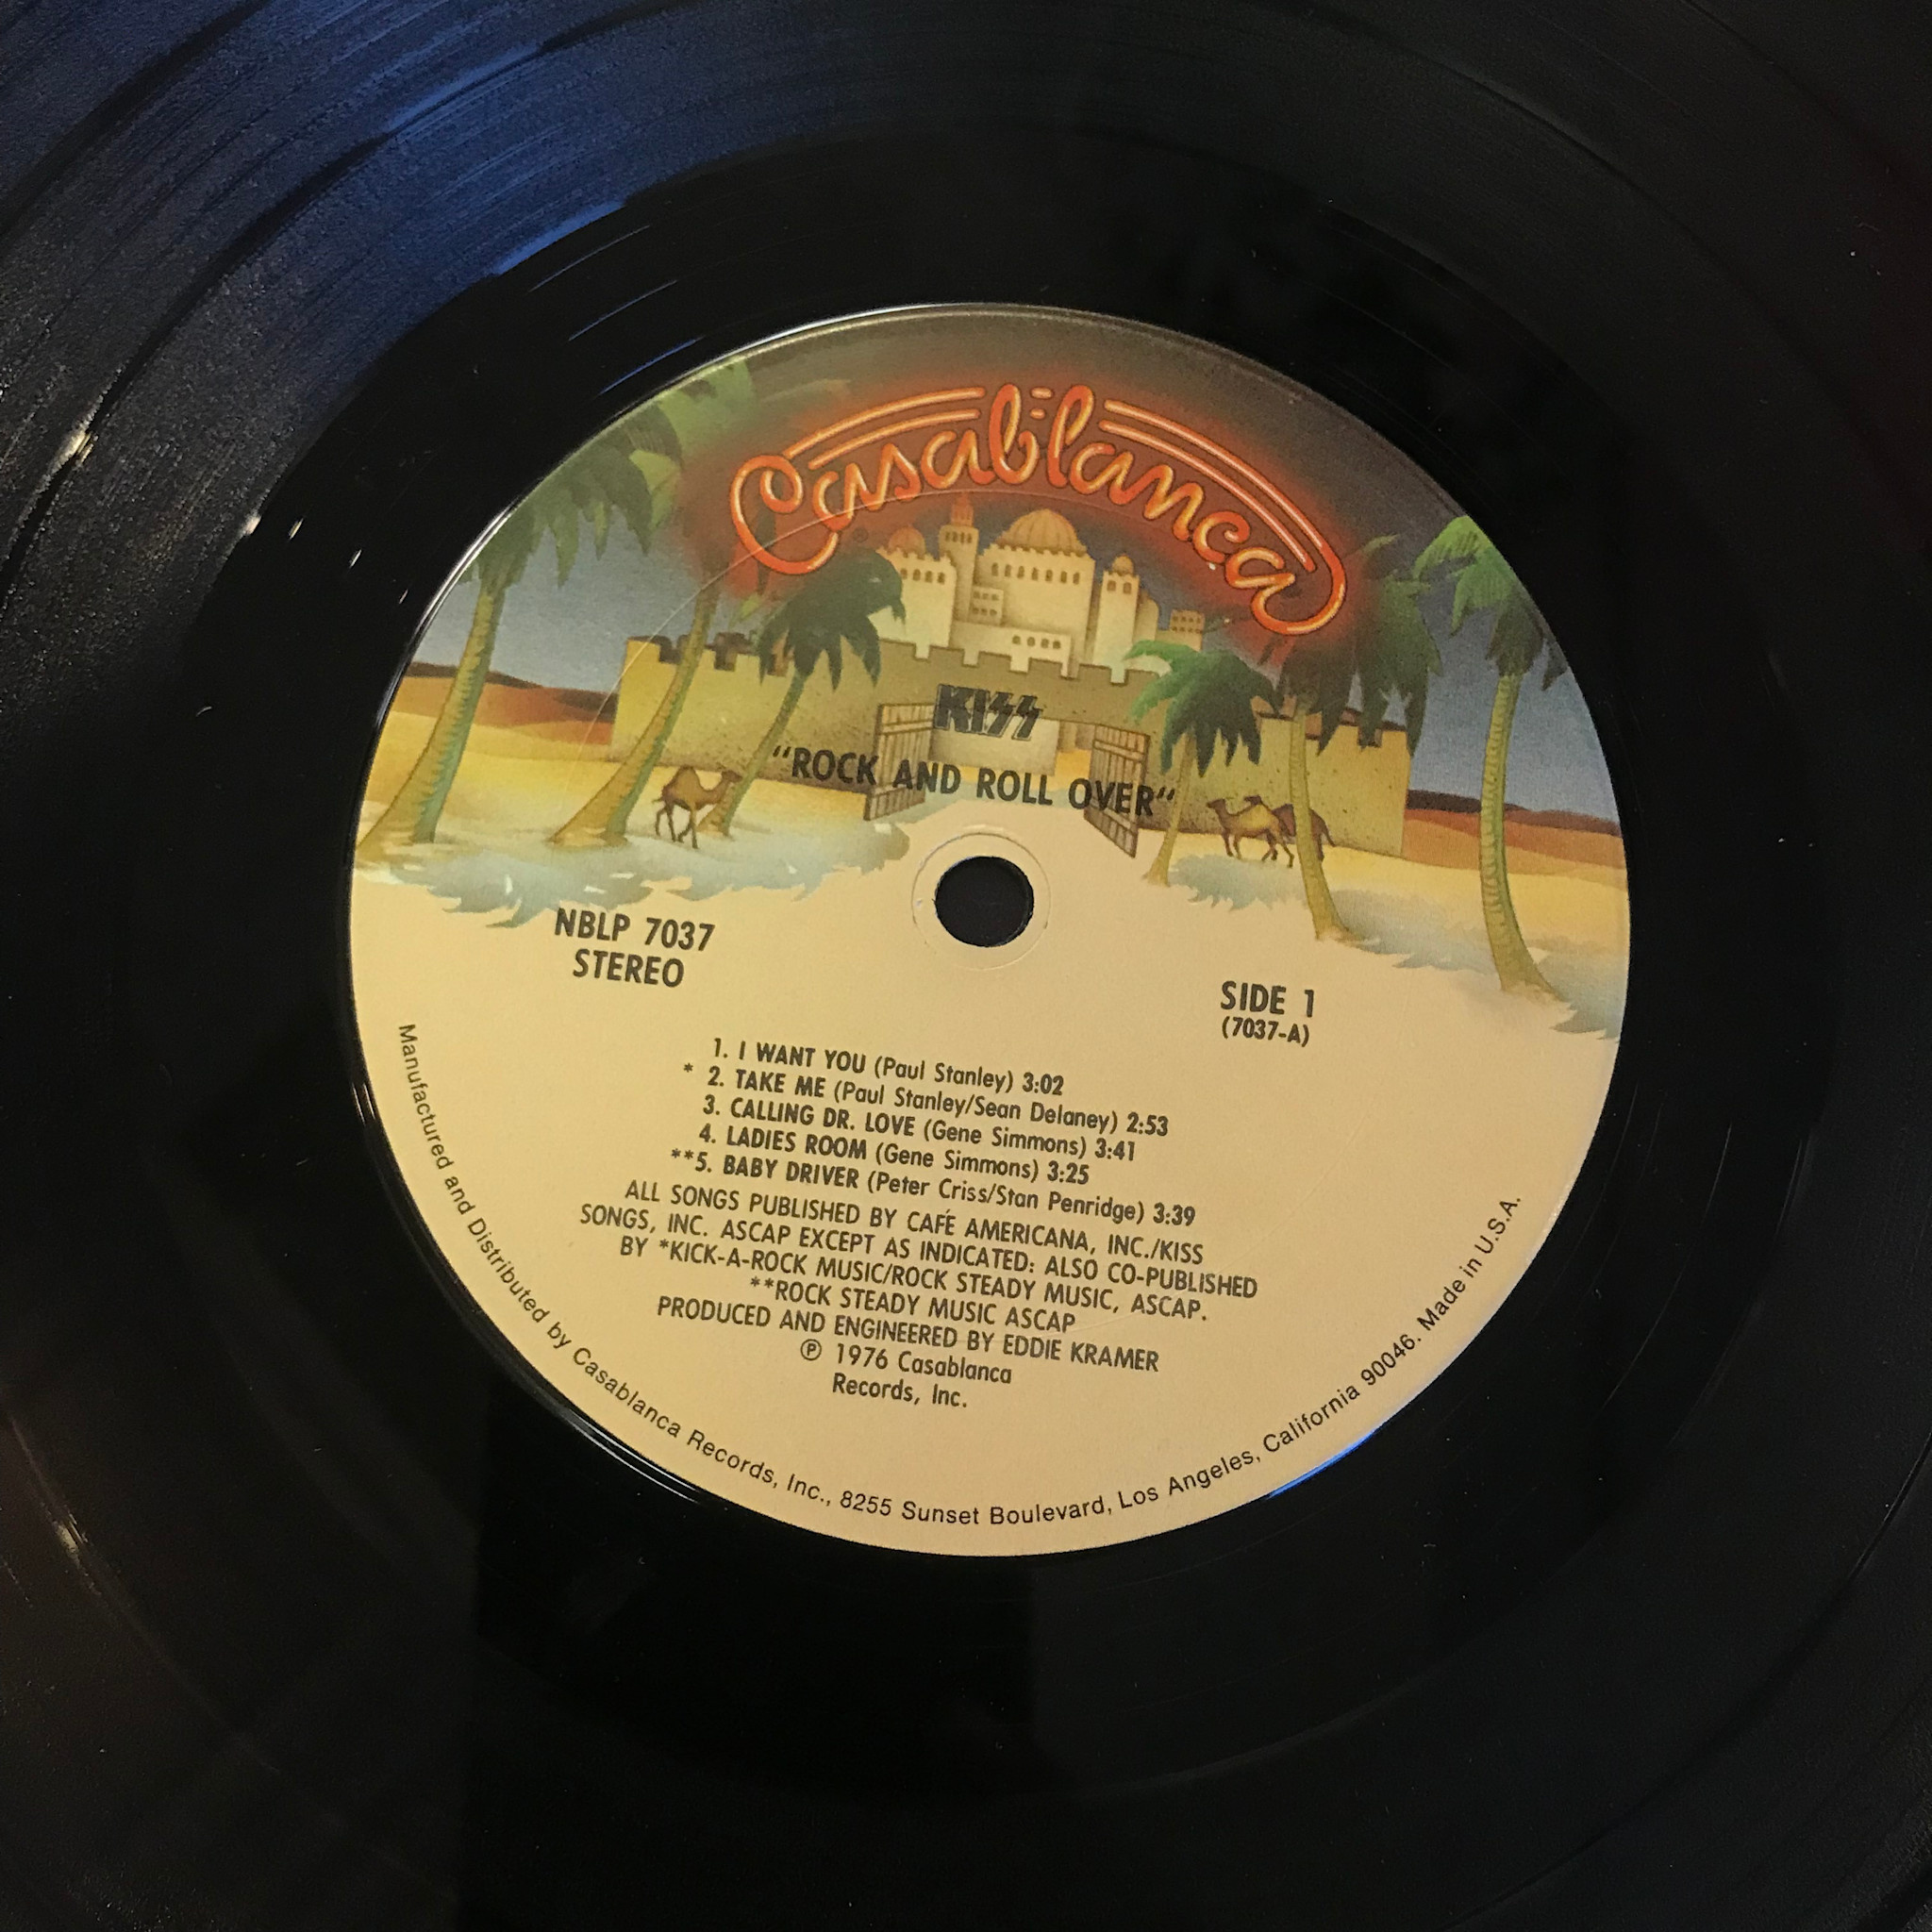 Casablanca
®
KISS
“ROCK AND ROLL OVER“
NBLP 7037
STEREO
SIDE 1
(7037-A)
1. I WANT YOU (Paul Stanley) 3:02
* 2. TAKE ME (Paul Stanley/Sean Delaney) 2:53
3. CALLING DR. LOVE (Gene Simmons) 3:41
4. LADIES ROOM (Gene Simmons) 3:25
**5. BABY DRIVER (Peter Criss/Stan Penridge) 3:39
ALL SONGS PUBLISHED BY CAFÉ AMERICANA, INC./KISS
SONGS, INC. ASCAP EXCEPT AS INDICATED: ALSO CO-PUBLISHED
BY *KICK-A-ROCK MUSIC/ROCK STEADY MUSIC, ASCAP.
**ROCK STEADY MUSIC ASCAP
PRODUCED AND ENGINEERED BY EDDIE KRAMER
℗ 1976 Casablanca
Records, Inc.
Manufactured and Distributed by Casablanca Records, Inc., 8255 Sunset Boulevard, Los Angeles, California 90046. Made in U.S.A.